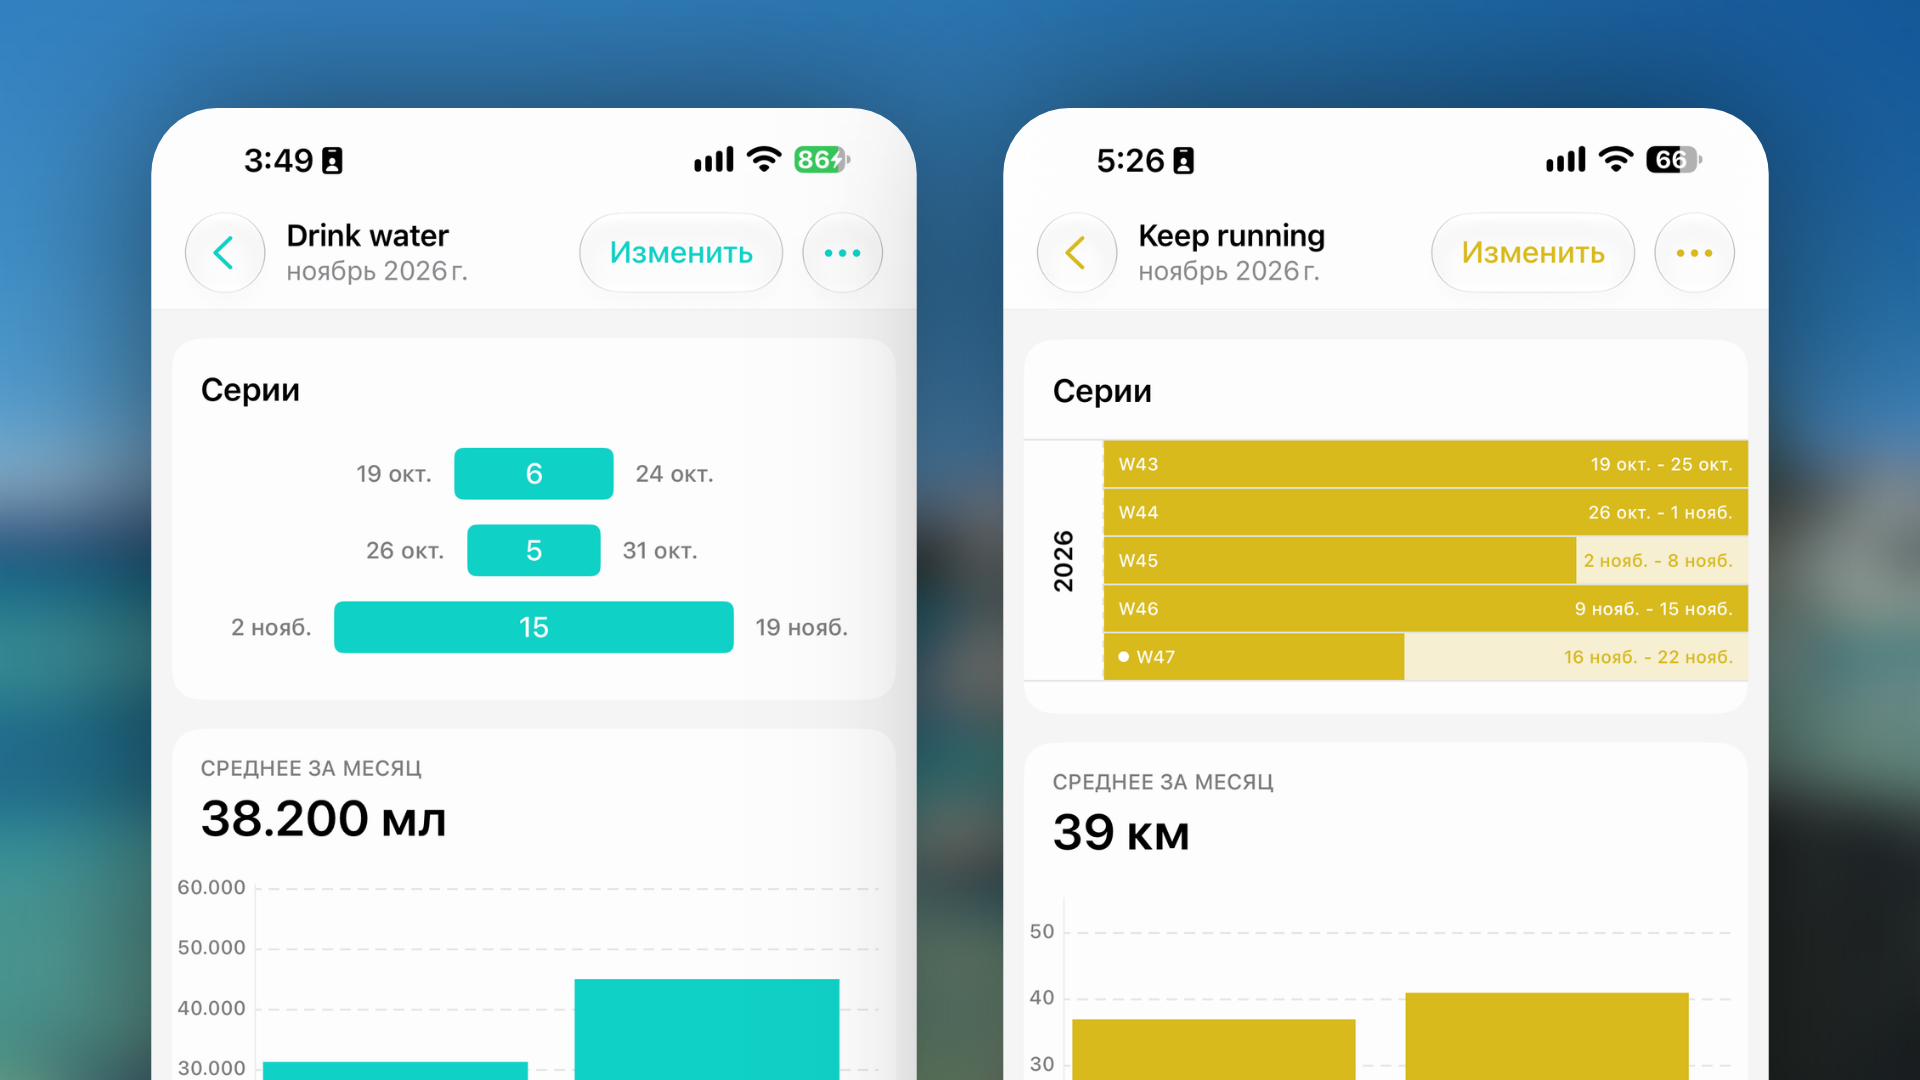 3:49
86
Drink water
ноябрь 2026 г.
Изменить
Серии
19 окт.
6
24 окт.
26 окт.
5
31 окт.
2 нояб.
15
19 нояб.
СРЕДНЕЕ ЗА МЕСЯЦ
38.200 мл
60.000
50.000
40.000
30.000
5:26
66
Keep running
ноябрь 2026 г.
Изменить
Серии
2026
W43
19 окт. - 25 окт.
W44
26 окт. - 1 нояб.
W45
2 нояб. - 8 нояб.
W46
9 нояб. - 15 нояб.
W47
16 нояб. - 22 нояб.
СРЕДНЕЕ ЗА МЕСЯЦ
39 км
50
40
30